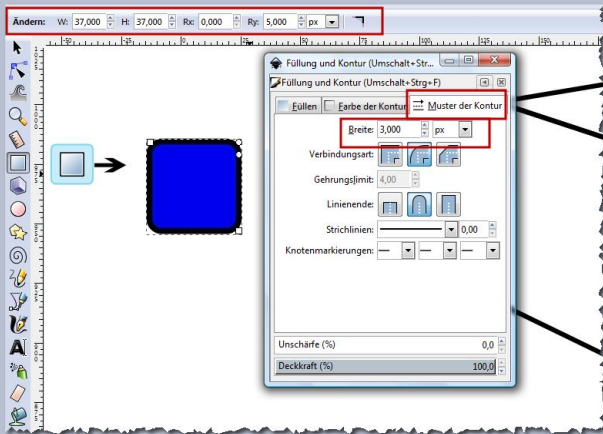 Ändern: W: 37,000 H: 37,000 Rx: 0,000 Ry: 5,000 px
Füllung und Kontur (Umschalt+Str...
Füllung und Kontur (Umschalt+Strg+F)
Füllen Farbe der Kontur Muster der Kontur
Breite: 3,000 px
Verbindungsart:
Gehrungslimit: 4,00
Linienende:
Strichlinien: 0,00
Knotenmarkierungen:
Unschärfe (%) 0,0
Deckkraft (%) 100,0